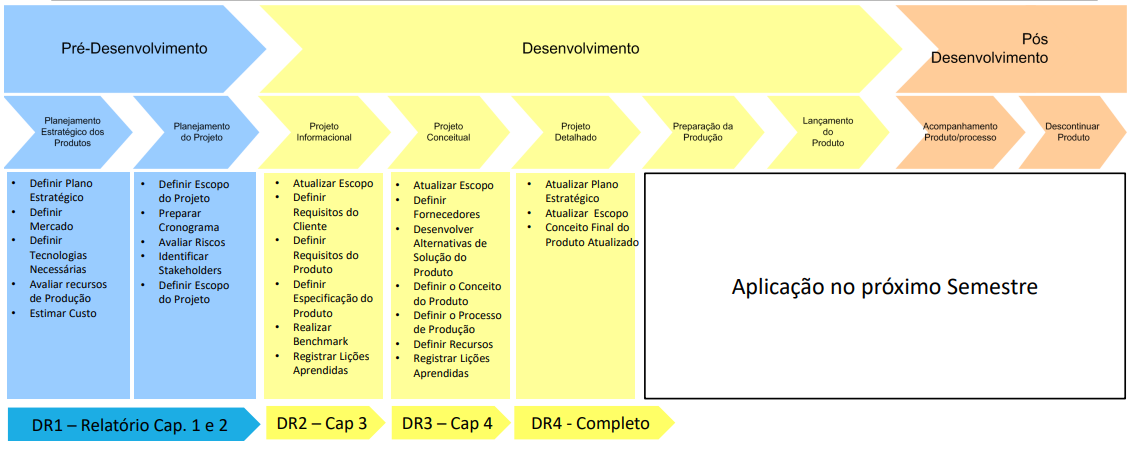 Pré-Desenvolvimento
Desenvolvimento
Pós
Desenvolvimento
Planejamento
Estratégico dos
Produtos
Planejamento
do Projeto
Projeto
Informacional
Projeto
Conceitual
Projeto
Detalhado
Preparação da
Produção
Lançamento
do
Produto
Acompanhamento
Produto/processo
Descontinuar
Produto
• Definir Plano
Estratégico
• Definir
Mercado
• Definir
Tecnologias
Necessárias
• Avaliar recursos
de Produção
• Estimar Custo
• Definir Escopo
do Projeto
• Preparar
Cronograma
• Avaliar Riscos
• Identificar
Stakeholders
• Definir Escopo
do Projeto
• Atualizar Escopo
• Definir
Requisitos do
Cliente
• Definir
Requisitos do
Produto
• Definir
Especificação do
Produto
• Realizar
Benchmark
• Registrar Lições
Aprendidas
• Atualizar Escopo
• Definir
Fornecedores
• Desenvolver
Alternativas de
Solução do
Produto
• Definir o Conceito
do Produto
• Definir o Processo
de Produção
• Definir Recursos
• Registrar Lições
Aprendidas
• Atualizar Plano
Estratégico
• Atualizar Escopo
• Conceito Final do
Produto Atualizado
Aplicação no próximo Semestre
DR1 – Relatório Cap. 1 e 2
DR2 – Cap 3
DR3 – Cap 4
DR4 - Completo